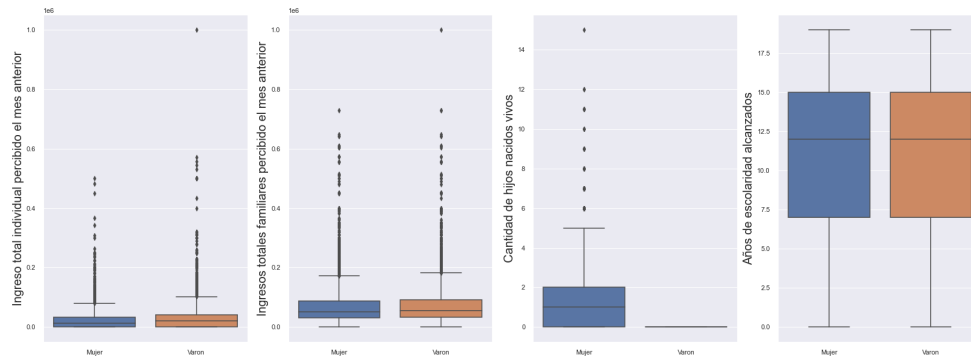 1e6
Ingreso total individual percibido el mes anterior
1.0
0.8
0.6
0.4
0.2
0.0
Mujer
Varon
1e6
Ingresos totales familiares percibido el mes anterior
1.0
0.8
0.6
0.4
0.2
0.0
Mujer
Varon
Cantidad de hijos nacidos vivos
14
12
10
8
6
4
2
0
Mujer
Varon
Años de escolaridad alcanzados
17.5
15.0
12.5
10.0
7.5
5.0
2.5
0.0
Mujer
Varon